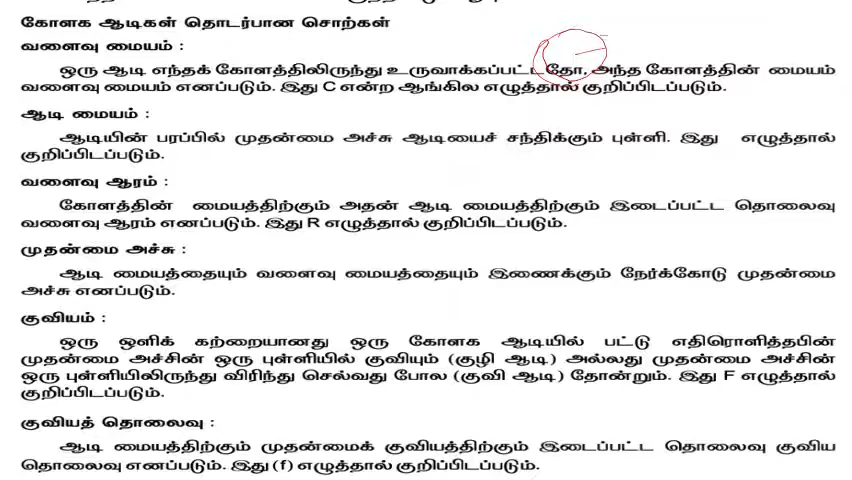 கோளக ஆடிகள் தொடர்பான சொற்கள்
வளைவு மையம் :
ஒரு ஆடி எந்தக் கோளத்திலிருந்து உருவாக்கப்பட்டதோ, அந்த கோளத்தின் மையம்
வளைவு மையம் எனப்படும். இது C என்ற ஆங்கில எழுத்தால் குறிப்பிடப்படும்.
ஆடி மையம் :
ஆடியின் பரப்பில் முதன்மை அச்சு ஆடியைச் சந்திக்கும் புள்ளி. இது எழுத்தால்
குறிப்பிடப்படும்.
வளைவு ஆரம் :
கோளத்தின் மையத்திற்கும் அதன் ஆடி மையத்திற்கும் இடைப்பட்ட தொலைவு
வளைவு ஆரம் எனப்படும். இது R எழுத்தால் குறிப்பிடப்படும்.
முதன்மை அச்சு :
ஆடி மையத்தையும் வளைவு மையத்தையும் இணைக்கும் நேர்க்கோடு முதன்மை
அச்சு எனப்படும்.
குவியம் :
ஒரு ஒளிக் கற்றையானது ஒரு கோளக ஆடியில் பட்டு எதிரொளித்தபின்
முதன்மை அச்சின் ஒரு புள்ளியில் குவியும் (குழி ஆடி) அல்லது முதன்மை அச்சின்
ஒரு புள்ளியிலிருந்து விரிந்து செல்வது போல (குவி ஆடி) தோன்றும். இது F எழுத்தால்
குறிப்பிடப்படும்.
குவியத் தொலைவு :
ஆடி மையத்திற்கும் முதன்மைக் குவியத்திற்கும் இடைப்பட்ட தொலைவு குவிய
தொலைவு எனப்படும். இது (f) எழுத்தால் குறிப்பிடப்படும்.